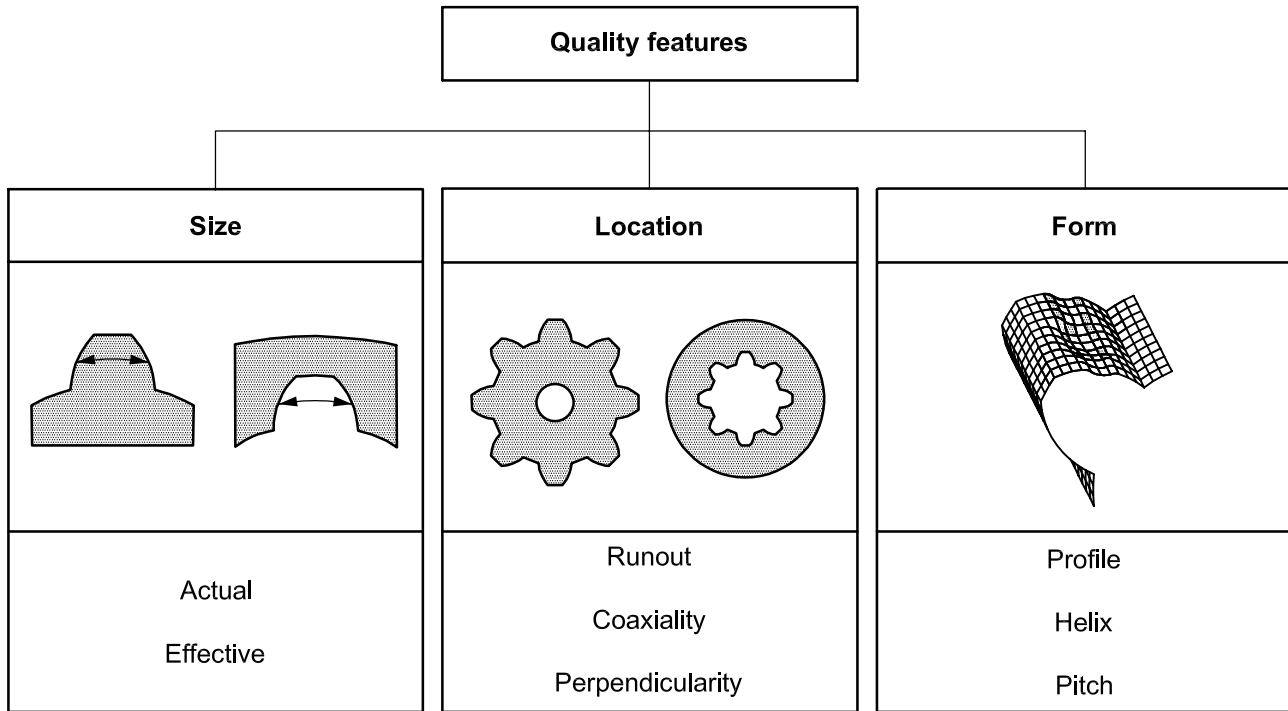 Quality features
Size
Actual
Effective
Location
Runout
Coaxiality
Perpendicularity
Form
Profile
Helix
Pitch